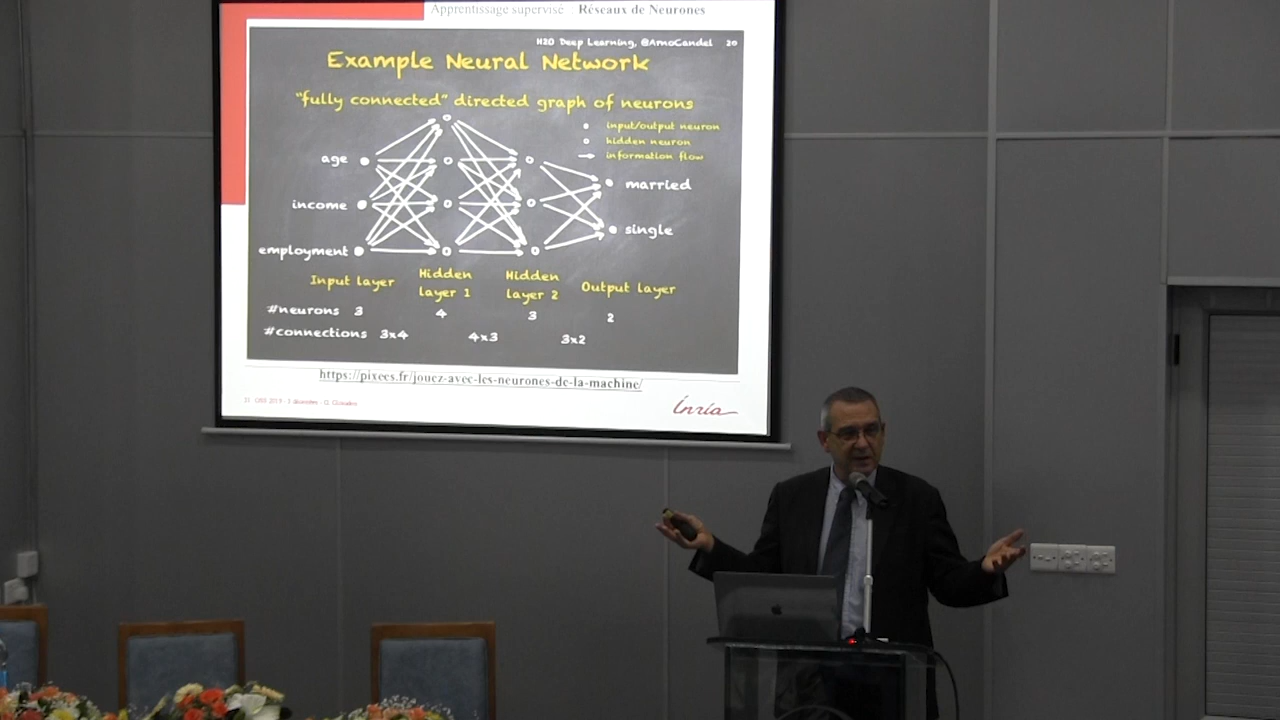 Apprentissage supervisé : Réseaux de Neurones
H2O Deep Learning, @ArnoCandel 20
Example Neural Network
"fully connected" directed graph of neurons
input/output neuron
hidden neuron
information flow
age
income
employment
married
single
Input layer
Hidden layer 1
Hidden layer 2
Output layer
#neurons 3 4 3 2
#connections 3x4 4x3 3x2
https://pixees.fr/jouez-avec-les-neurones-de-la-machine/
Inria